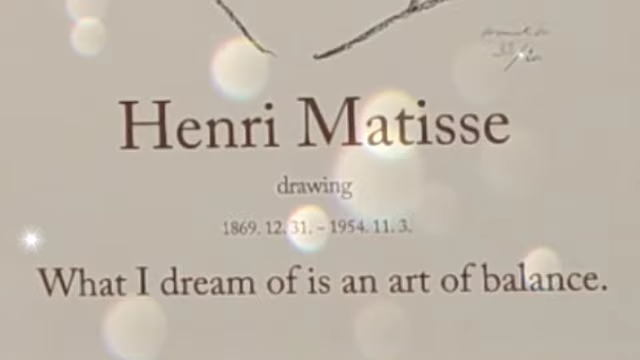 Henri Matisse
drawing
1869. 12. 31. – 1954. 11. 3.
What I dream of is an art of balance.